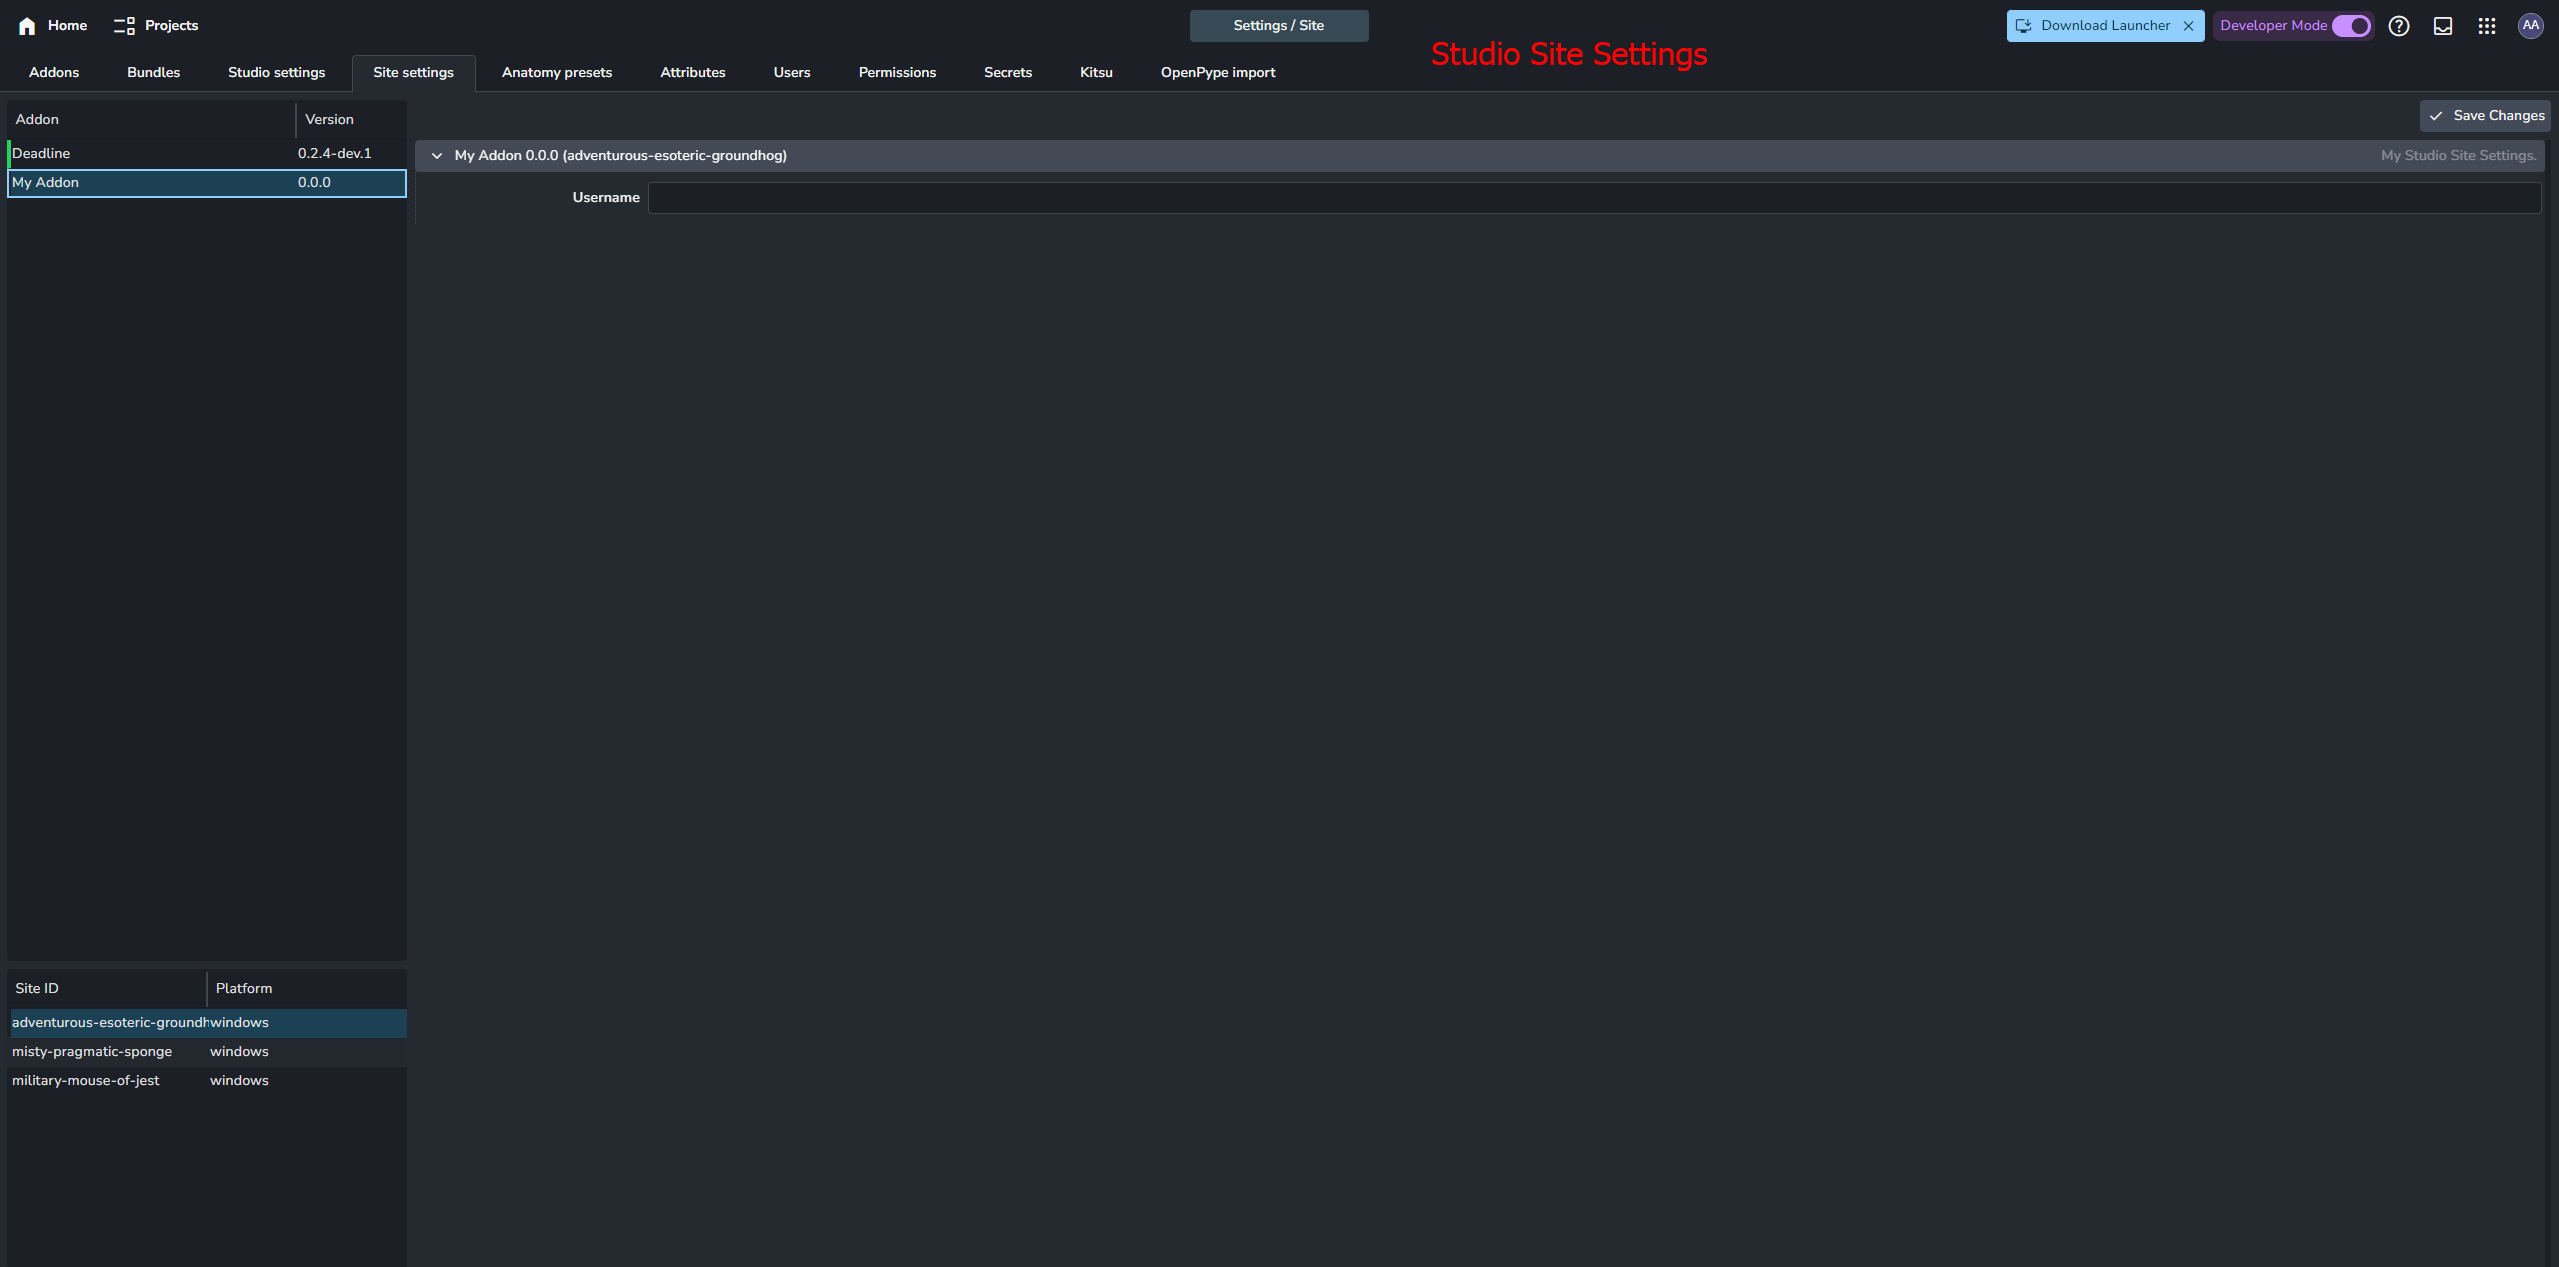 Home
Projects
Settings / Site
Download Launcher
Developer Mode
AA
Studio Site Settings
Addons
Bundles
Studio settings
Site settings
Anatomy presets
Attributes
Users
Permissions
Secrets
Kitsu
OpenPype import
Addon
Version
Deadline
0.2.4-dev.1
My Addon
0.0.0
Save Changes
My Addon 0.0.0 (adventurous-esoteric-groundhog)
My Studio Site Settings.
Username
Site ID
Platform
adventurous-esoteric-groundh
windows
misty-pragmatic-sponge
windows
military-mouse-of-jest
windows